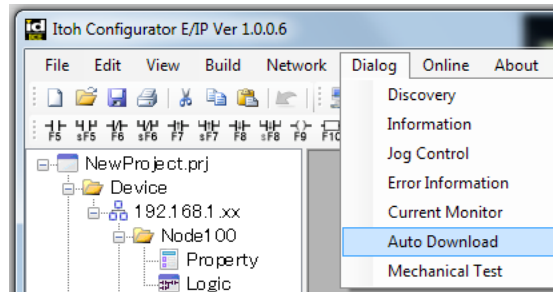 Itoh Configurator E/IP Ver 1.0.0.6
File Edit View Build Network Dialog Online About
F5 sF5 F6 sF6 F7 sF7 F8 sF8 F9 F10
Discovery
Information
Jog Control
Error Information
Current Monitor
Auto Download
Mechanical Test
NewProject.prj
Device
192.168.1.xx
Node100
Property
Logic